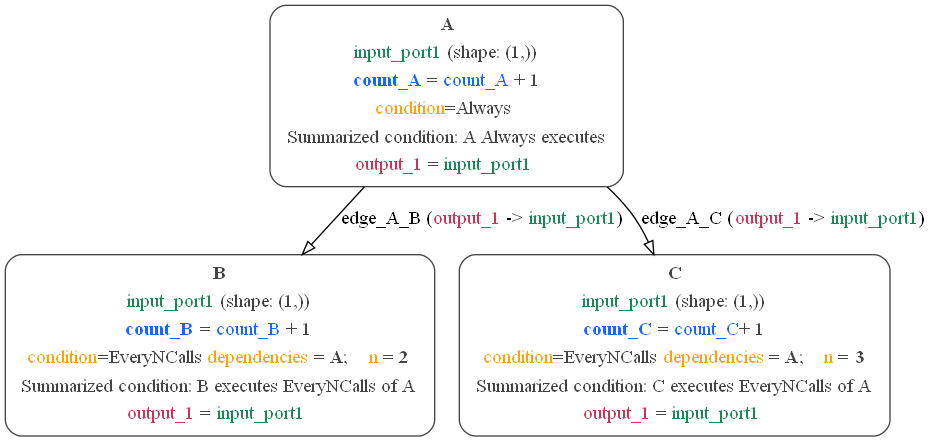 A
input_port1 (shape: (1,))
count_A = count_A + 1
condition=Always
Summarized condition: A Always executes
output_1 = input_port1
edge_A_B (output_1 -> input_port1)
edge_A_C (output_1 -> input_port1)
B
input_port1 (shape: (1,))
count_B = count_B + 1
condition=EveryNCalls dependencies = A; n = 2
Summarized condition: B executes EveryNCalls of A
output_1 = input_port1
C
input_port1 (shape: (1,))
count_C = count_C+ 1
condition=EveryNCalls dependencies = A; n = 3
Summarized condition: C executes EveryNCalls of A
output_1 = input_port1